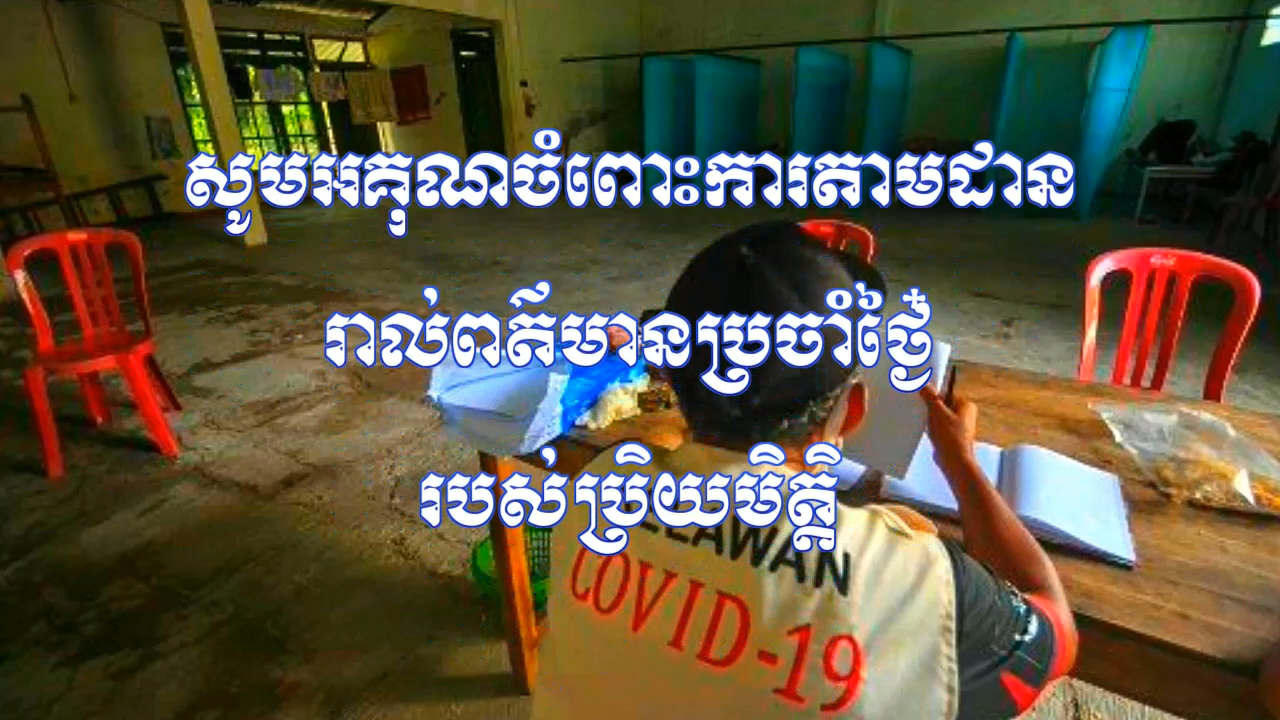 សូមអរគុណចំពោះការតាមដាន
រាល់ពត៌មានប្រចាំថ្ងៃ
របស់ប្រិយមិត្តិ
COVID-19